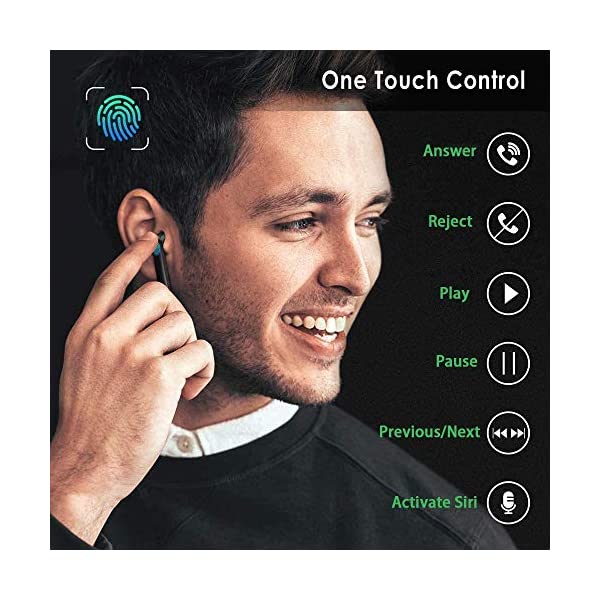 One Touch Control
Answer
Reject
Play
Pause
Previous/Next
Activate Siri